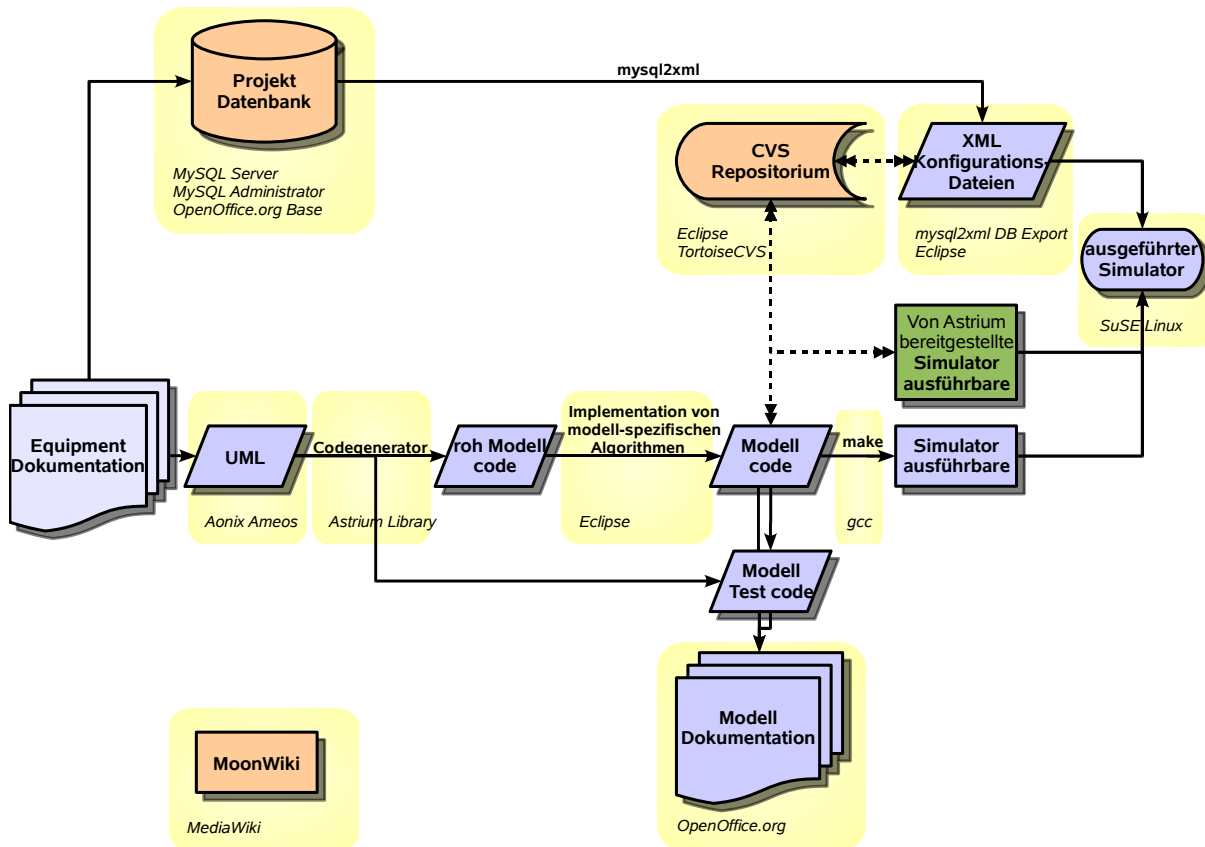 Projekt
Datenbank
MySQL Server
MySQL Administrator
OpenOffice.org Base
mysql2xml
CVS
Repositorium
Eclipse
TortoiseCVS
XML
Konfigurations-
Dateien
mysql2xml DB Export
Eclipse
ausgeführter
Simulator
SuSE Linux
Von Astrium
bereitgestellte
Simulator
ausführbare
Equipment
Dokumentation
UML
Aonix Ameos
Codegenerator
Astrium Library
roh Modell
code
Implementation von
modell-spezifischen
Algorithmen
Eclipse
Modell
code
make
gcc
Simulator
ausführbare
Modell
Test code
Modell
Dokumentation
OpenOffice.org
MoonWiki
MediaWiki